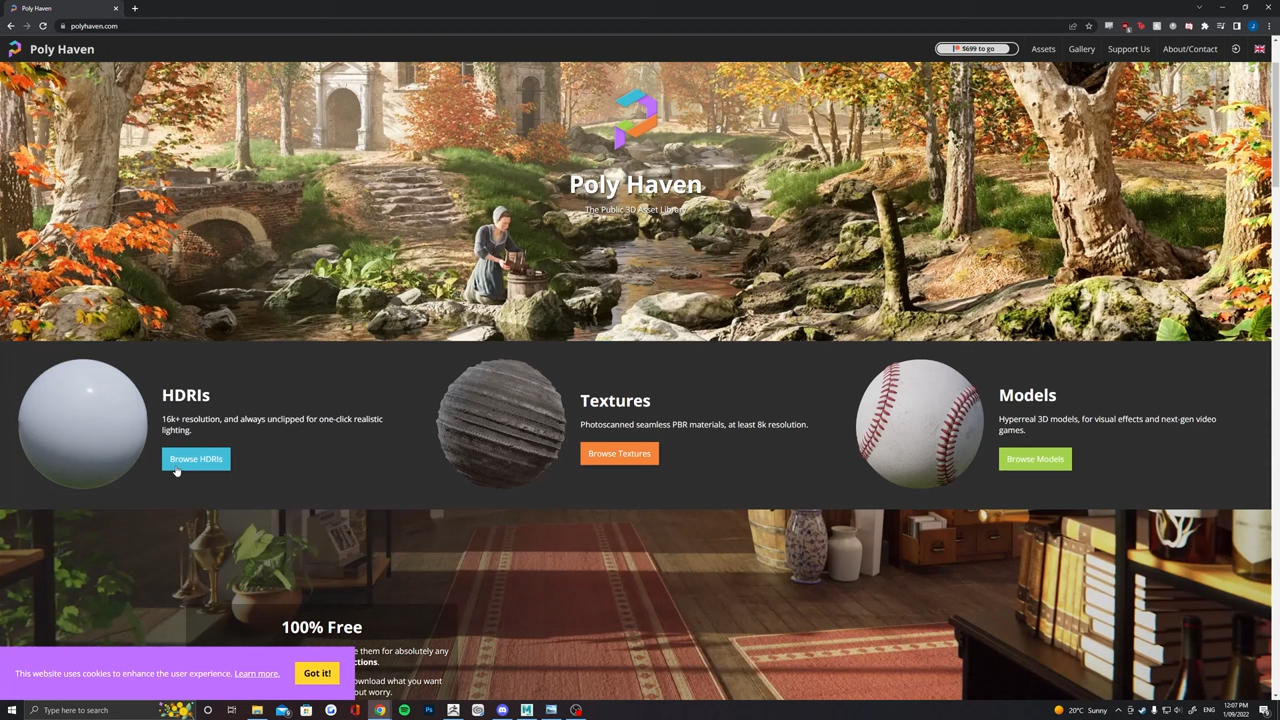 Poly Haven
polyhaven.com
Poly Haven
$699 to go
Assets
Gallery
Support Us
About/Contact
Poly Haven
The Public 3D Asset Library
HDRIs
16k+ resolution, and always unclipped for one-click realistic
lighting.
Browse HDRIs
Textures
Photoscanned seamless PBR materials, at least 8k resolution.
Browse Textures
Models
Hyperreal 3D models, for visual effects and next-gen video
games.
Browse Models
100% Free
e them for absolutely any
ctions.
ownload what you want
out worry.
This website uses cookies to enhance the user experience. Learn more.
Got it!
Type here to search
20°C Sunny
ENG
12:07 PM
1/09/2022